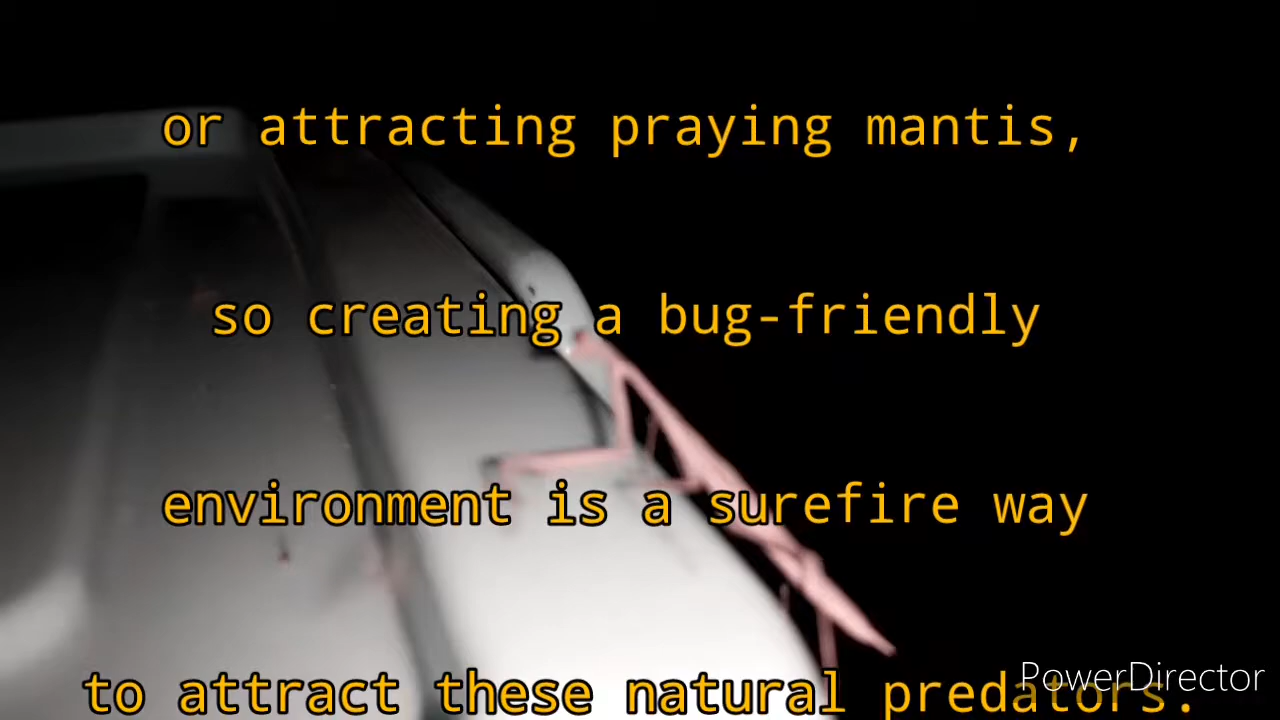 or attracting praying mantis,
so creating a bug-friendly
environment is a surefire way
to attract these natural predators.
PowerDirector